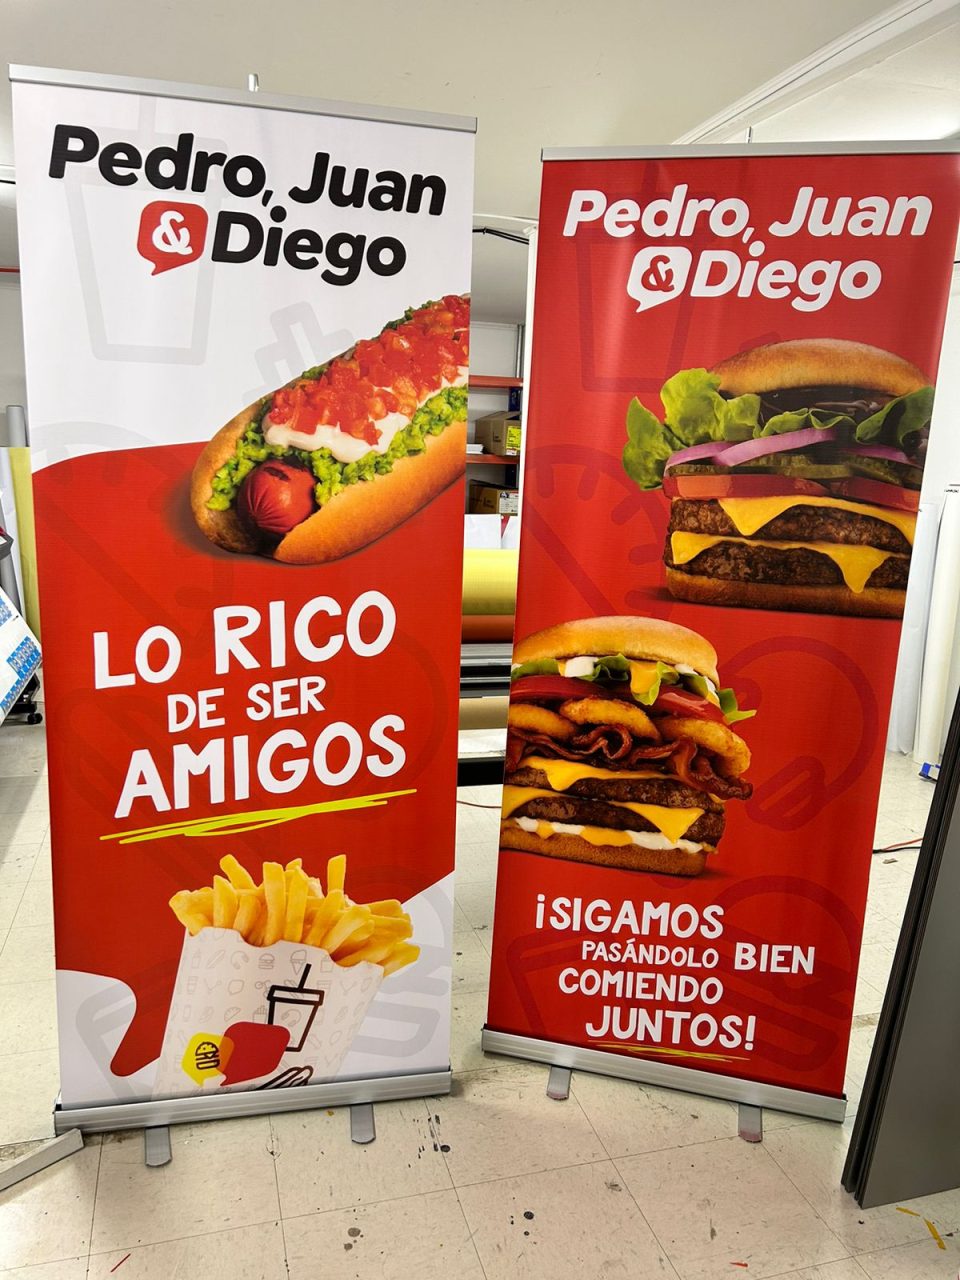 Pedro, Juan
& Diego
LO RICO
DE SER
AMIGOS
Pedro, Juan
& Diego
¡SIGAMOS
PASÁNDOLO BIEN
COMIENDO
JUNTOS!